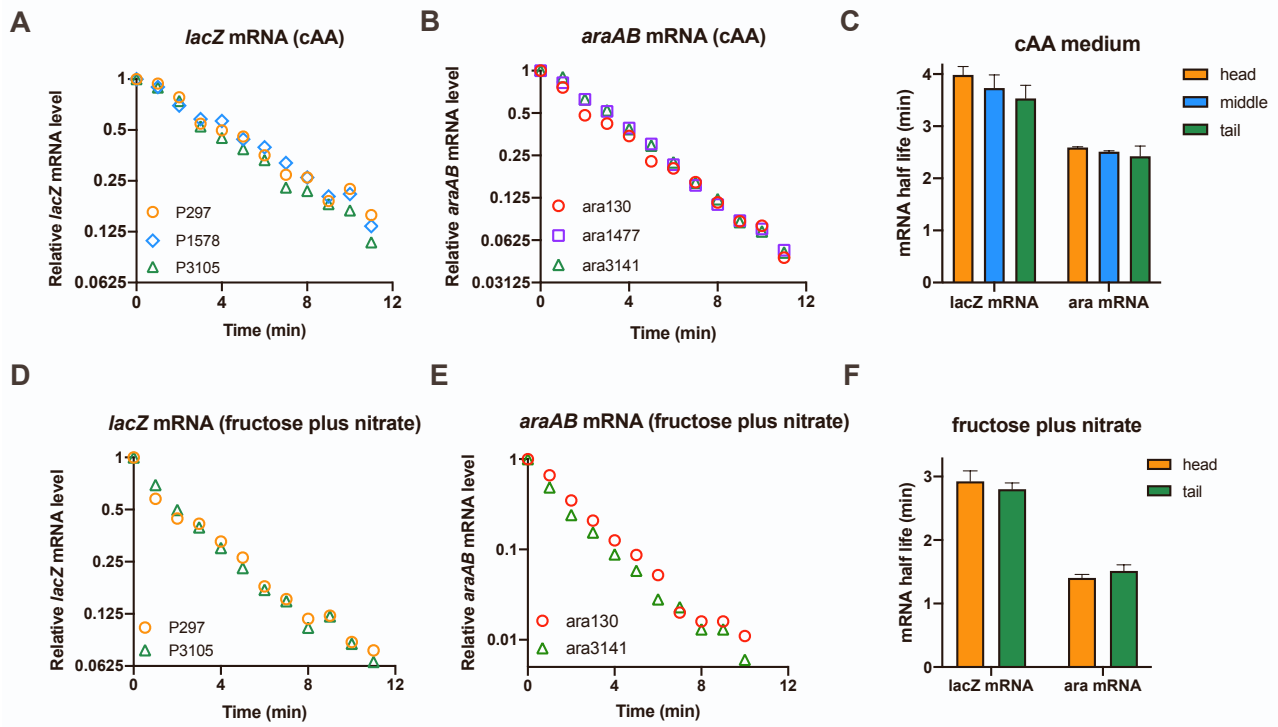 A
lacZ mRNA (cAA)
Relative lacZ mRNA level
1
0.5
0.25
0.125
0.0625
P297
P1578
P3105
0
4
8
12
Time (min)
B
araAB mRNA (cAA)
Relative araAB mRNA level
1
0.5
0.25
0.125
0.0625
0.03125
ara130
ara1477
ara3141
0
4
8
12
Time (min)
C
cAA medium
mRNA half life (min)
4
3
2
1
0
lacZ mRNA
ara mRNA
head
middle
tail
D
lacZ mRNA (fructose plus nitrate)
Relative lacZ mRNA level
1
0.5
0.25
0.125
0.0625
P297
P3105
0
4
8
12
Time (min)
E
araAB mRNA (fructose plus nitrate)
Relative araAB mRNA level
1
0.1
0.01
ara130
ara3141
0
4
8
12
Time (min)
F
fructose plus nitrate
mRNA half life (min)
3
2
1
0
lacZ mRNA
ara mRNA
head
tail